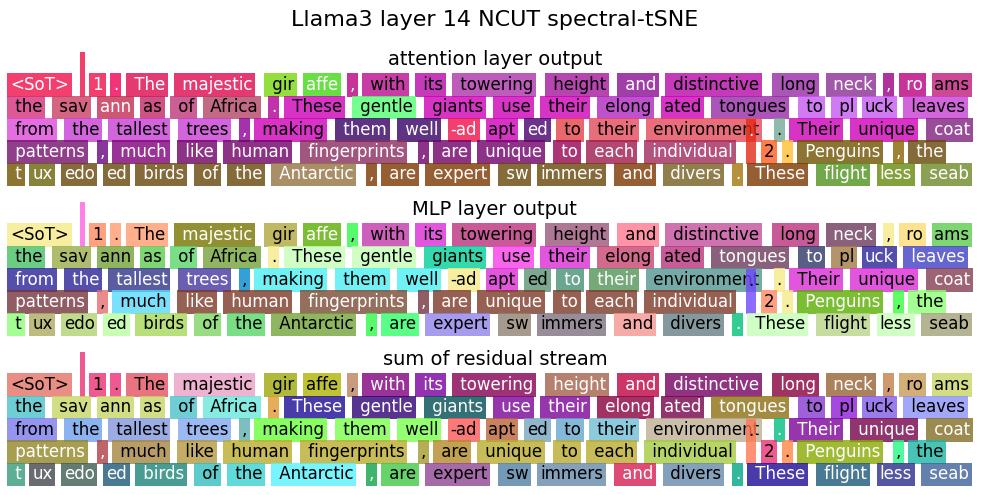 Llama3 layer 14 NCUT spectral-tSNE
attention layer output
<SoT> 1 . The majestic gir affe , with its towering height and distinctive long neck , ro ams
the sav ann as of Africa . These gentle giants use their elong ated tongues to pl uck leaves
from the tallest trees , making them well -ad apt ed to their environment . Their unique coat
patterns , much like human fingerprints , are unique to each individual 2 . Penguins , the
t ux edo ed birds of the Antarctic , are expert sw immers and divers . These flight less seab
MLP layer output
<SoT> 1 . The majestic gir affe , with its towering height and distinctive long neck , ro ams
the sav ann as of Africa . These gentle giants use their elong ated tongues to pl uck leaves
from the tallest trees , making them well -ad apt ed to their environment . Their unique coat
patterns , much like human fingerprints , are unique to each individual 2 . Penguins , the
t ux edo ed birds of the Antarctic , are expert sw immers and divers . These flight less seab
sum of residual stream
<SoT> 1 . The majestic gir affe , with its towering height and distinctive long neck , ro ams
the sav ann as of Africa . These gentle giants use their elong ated tongues to pl uck leaves
from the tallest trees , making them well -ad apt ed to their environment . Their unique coat
patterns , much like human fingerprints , are unique to each individual 2 . Penguins , the
t ux edo ed birds of the Antarctic , are expert sw immers and divers . These flight less seab